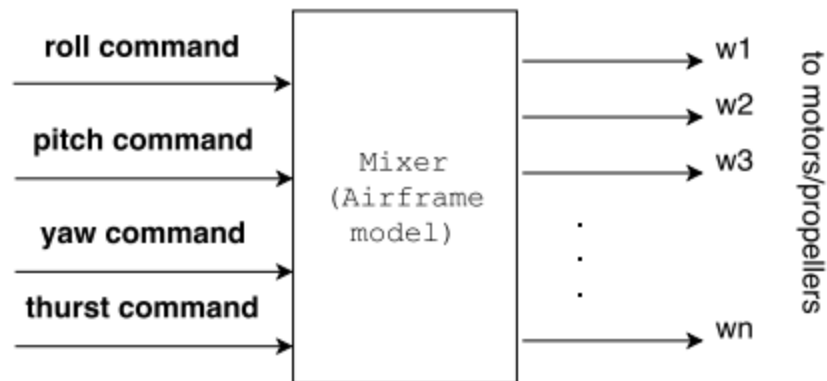 roll command
pitch command
yaw command
thurst command
Mixer
(Airframe
model)
w1
w2
w3
wn
to motors/propellers